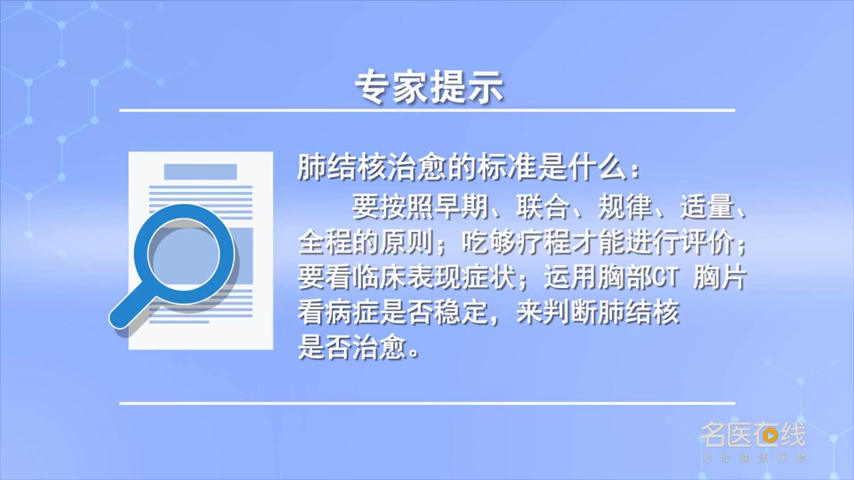 专家提示
肺结核治愈的标准是什么：
要按照早期、联合、规律、适量、
全程的原则；吃够疗程才能进行评价；
要看临床表现症状；运用胸部CT 胸片
看病症是否稳定，来判断肺结核
是否治愈。
名医在线